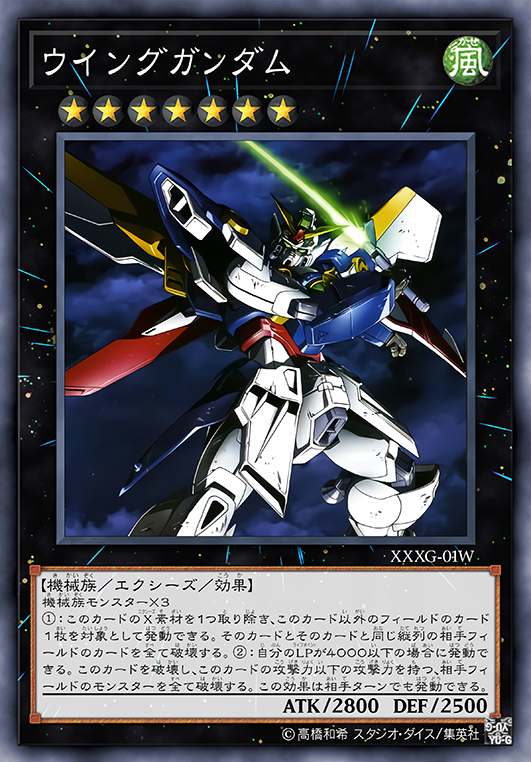 ウイングガンダム
風
XXXG-01W
【機械族／エクシーズ／効果】
機械族モンスター×3
①：このカードのX素材を1つ取り除き、このカード以外のフィールドのカード
1枚を対象として発動できる。そのカードとそのカードと同じ縦列の相手フィ
ールドのカードを全て破壊する。②：自分のLPが4000以下の場合に発動で
きる。このカードを破壊し、このカードの攻撃力以下の攻撃力を持つ、相手フィ
ールドのモンスターを全て破壊する。この効果は相手ターンでも発動できる。
ATK/2800 DEF/2500
©高橋和希 スタジオ・ダイス/集英社